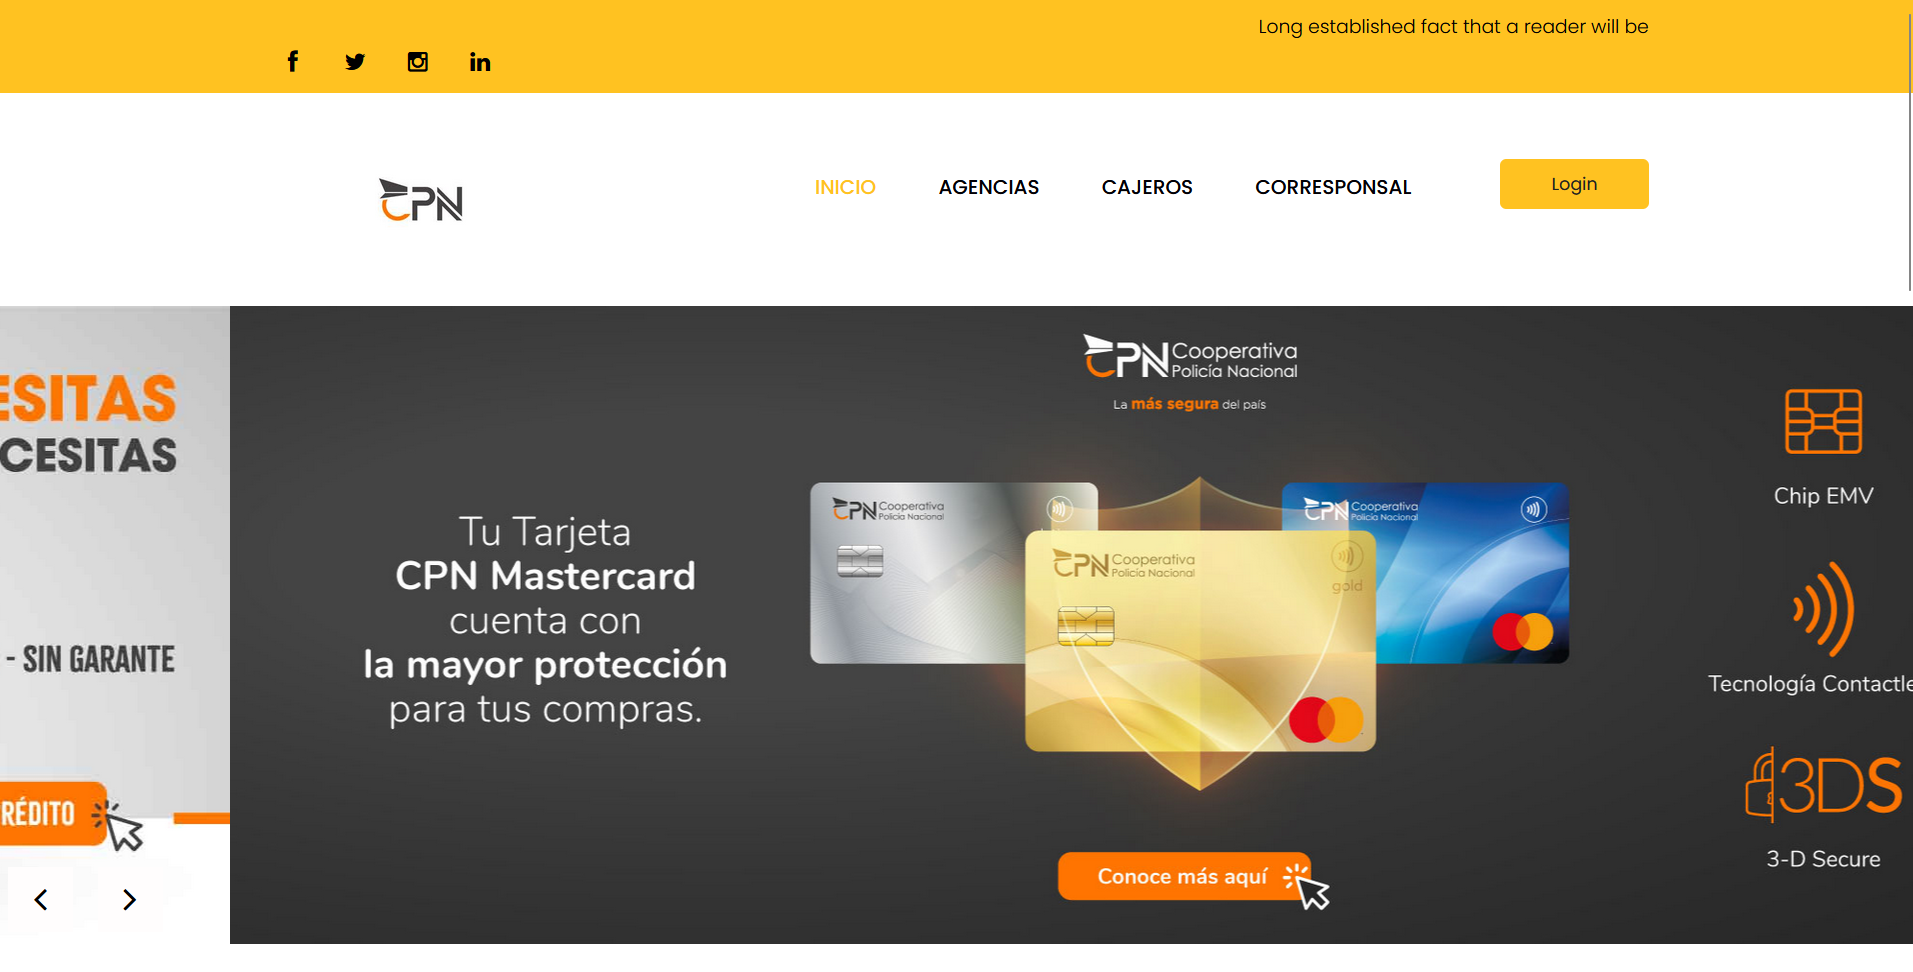 Long established fact that a reader will be
CPN
INICIO
AGENCIAS
CAJEROS
CORRESPONSAL
Login
ESITAS
CESITAS
- SIN GARANTE
RÉDITO
CPN Cooperativa
Policía Nacional
La más segura del país
Tu Tarjeta
CPN Mastercard
cuenta con
la mayor protección
para tus compras.
CPN Cooperativa
Policía Nacional
CPN Cooperativa
Policía Nacional
gold
CPN Cooperativa
Policía Nacional
Conoce más aquí
Chip EMV
Tecnología Contactle
3DS
3-D Secure